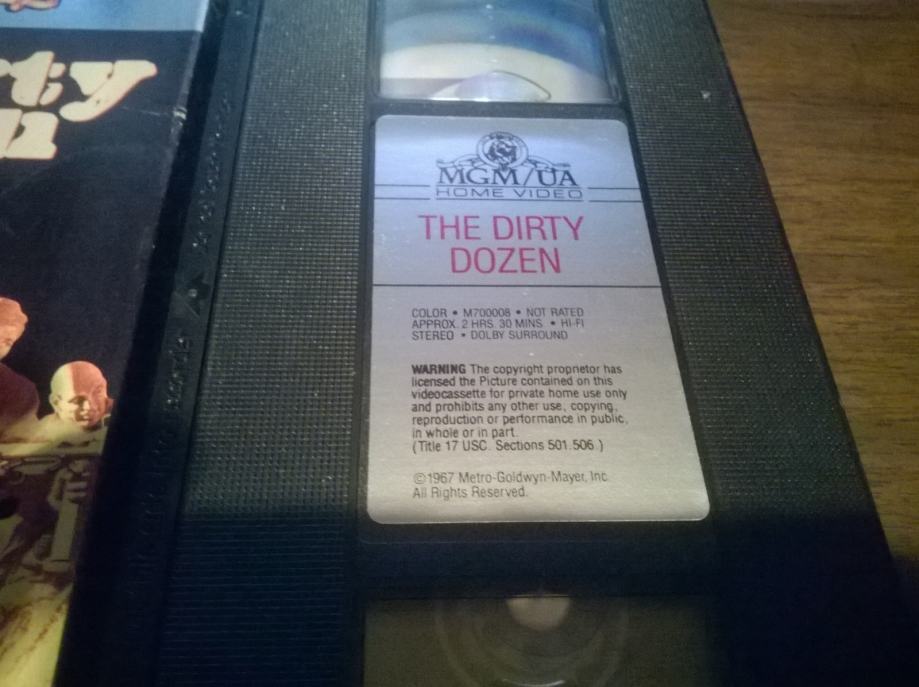 MGM/UA
HOME VIDEO
THE DIRTY
DOZEN
COLOR • M700008 • NOT RATED
APPROX. 2 HRS. 30 MINS. • HI-FI
STEREO • DOLBY SURROUND
WARNING The copyright proprietor has
licensed the Picture contained on this
videocassette for private home use only
and prohibits any other use, copying,
reproduction or performance in public,
in whole or in part.
(Title 17 USC. Sections 501.506.)
©1967 Metro-Goldwyn-Mayer, Inc.
All Rights Reserved.